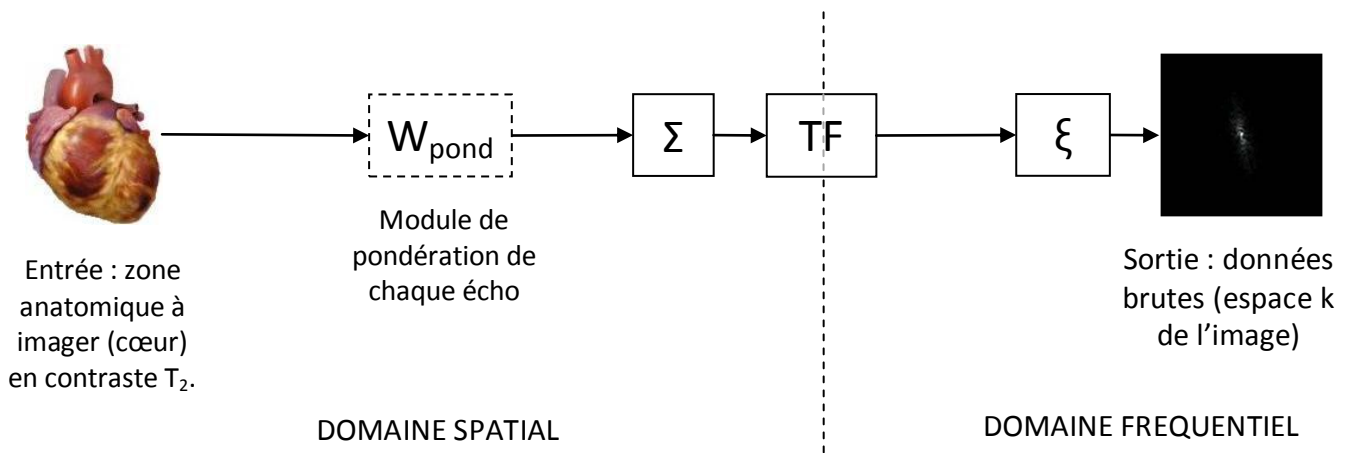 W_pond
Σ
TF
ξ
Module de
pondération de
chaque écho
Entrée : zone
anatomique à
imager (cœur)
en contraste T₂.
Sortie : données
brutes (espace k
de l’image)
DOMAINE SPATIAL
DOMAINE FREQUENTIEL